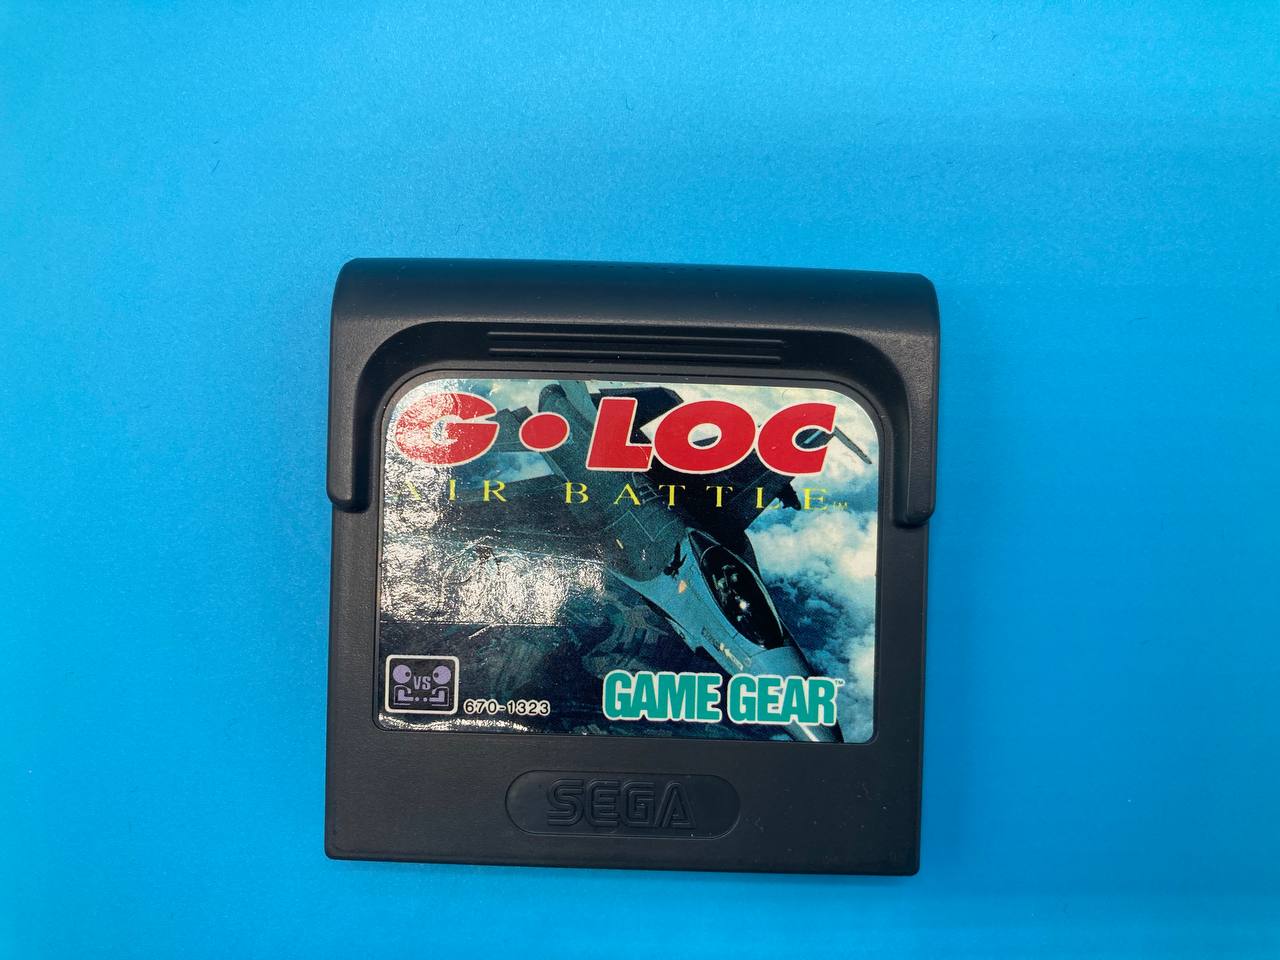 G•LOC
AIR BATTLE™
VS
670-1323
GAME GEAR™
SEGA